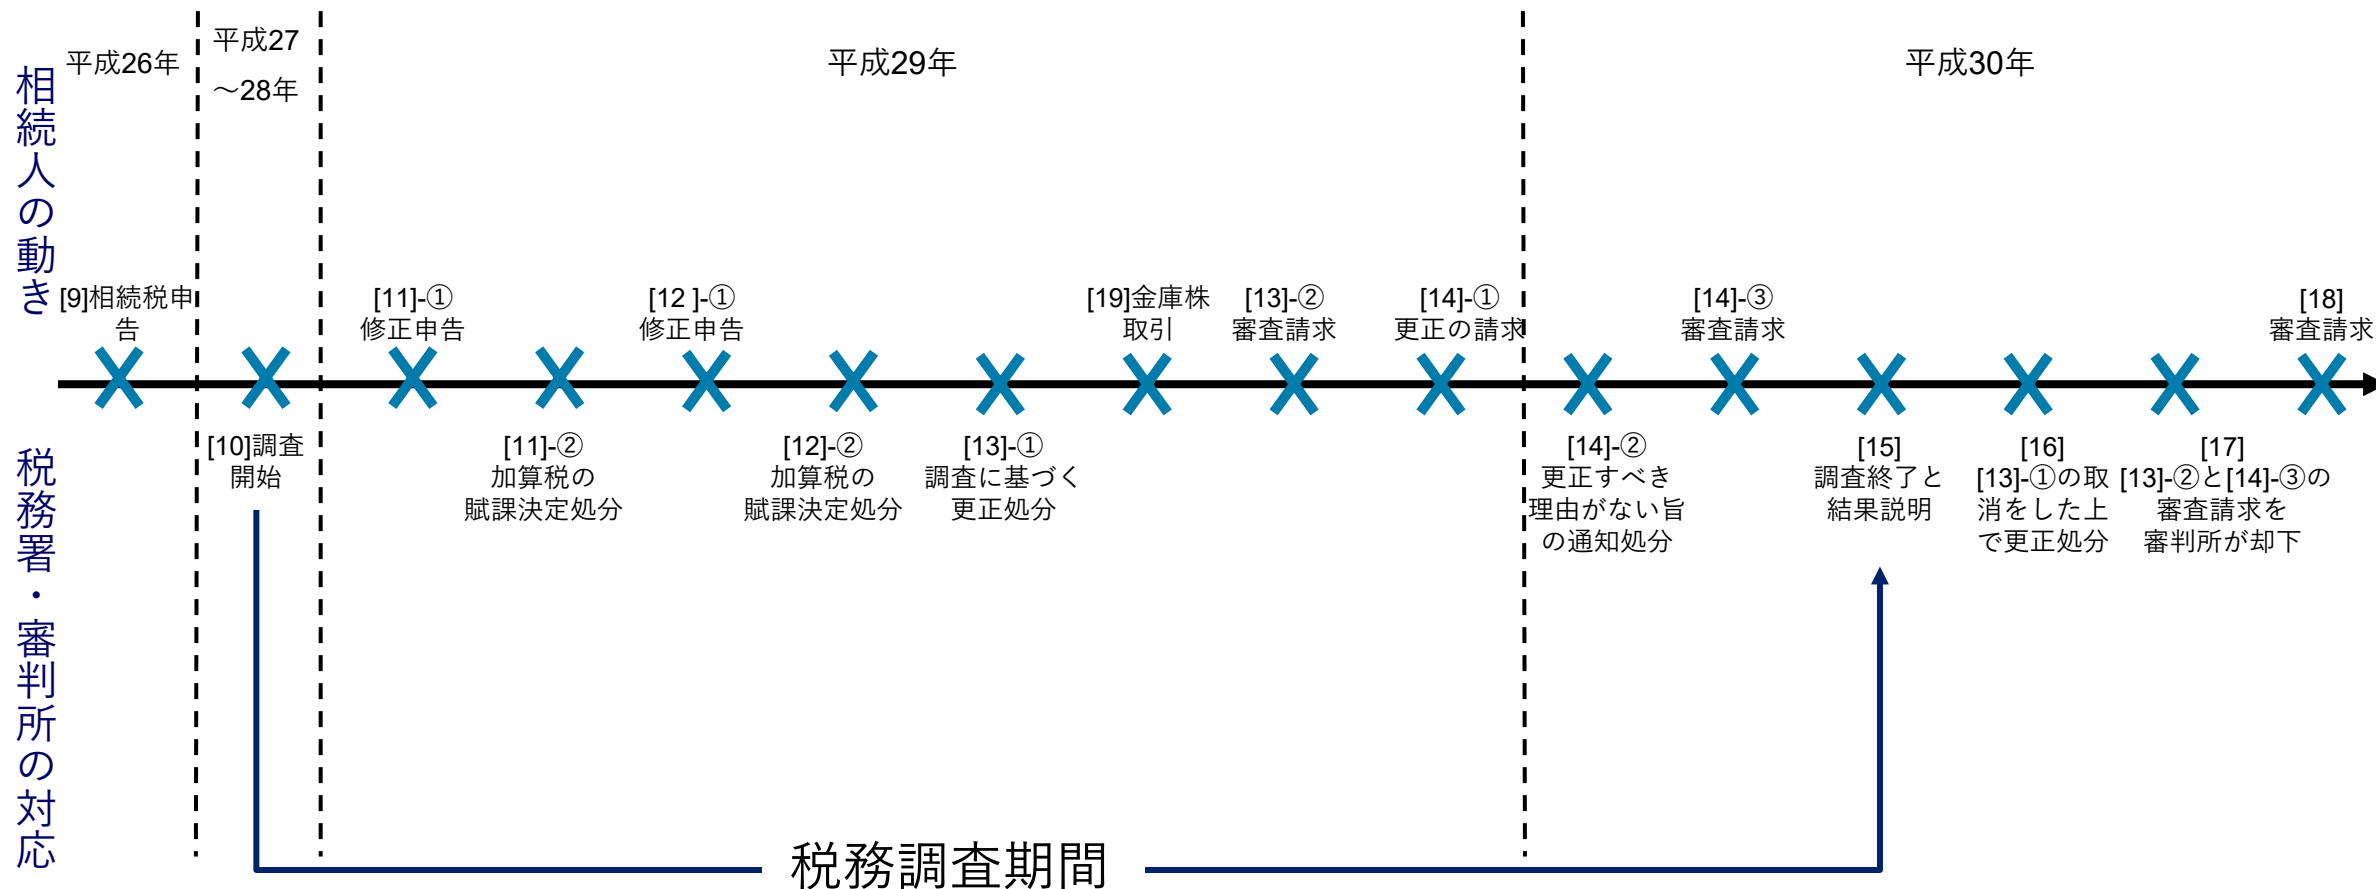 相続人の動き
平成26年
平成27
～28年
平成29年
平成30年
[9]相続税申
告
[11]-①
修正申告
[12 ]-①
修正申告
[19]金庫株
取引
[13]-②
審査請求
[14]-①
更正の請求
[14]-③
審査請求
[18]
審査請求
税務署・審判所の対応
[10]調査
開始
[11]-②
加算税の
賦課決定処分
[12]-②
加算税の
賦課決定処分
[13]-①
調査に基づく
更正処分
[14]-②
更正すべき
理由がない旨
の通知処分
[15]
調査終了と
結果説明
[16]
[13]-①の取
消をした上
で更正処分
[17]
[13]-②と[14]-③の
審査請求を
審判所が却下
税務調査期間